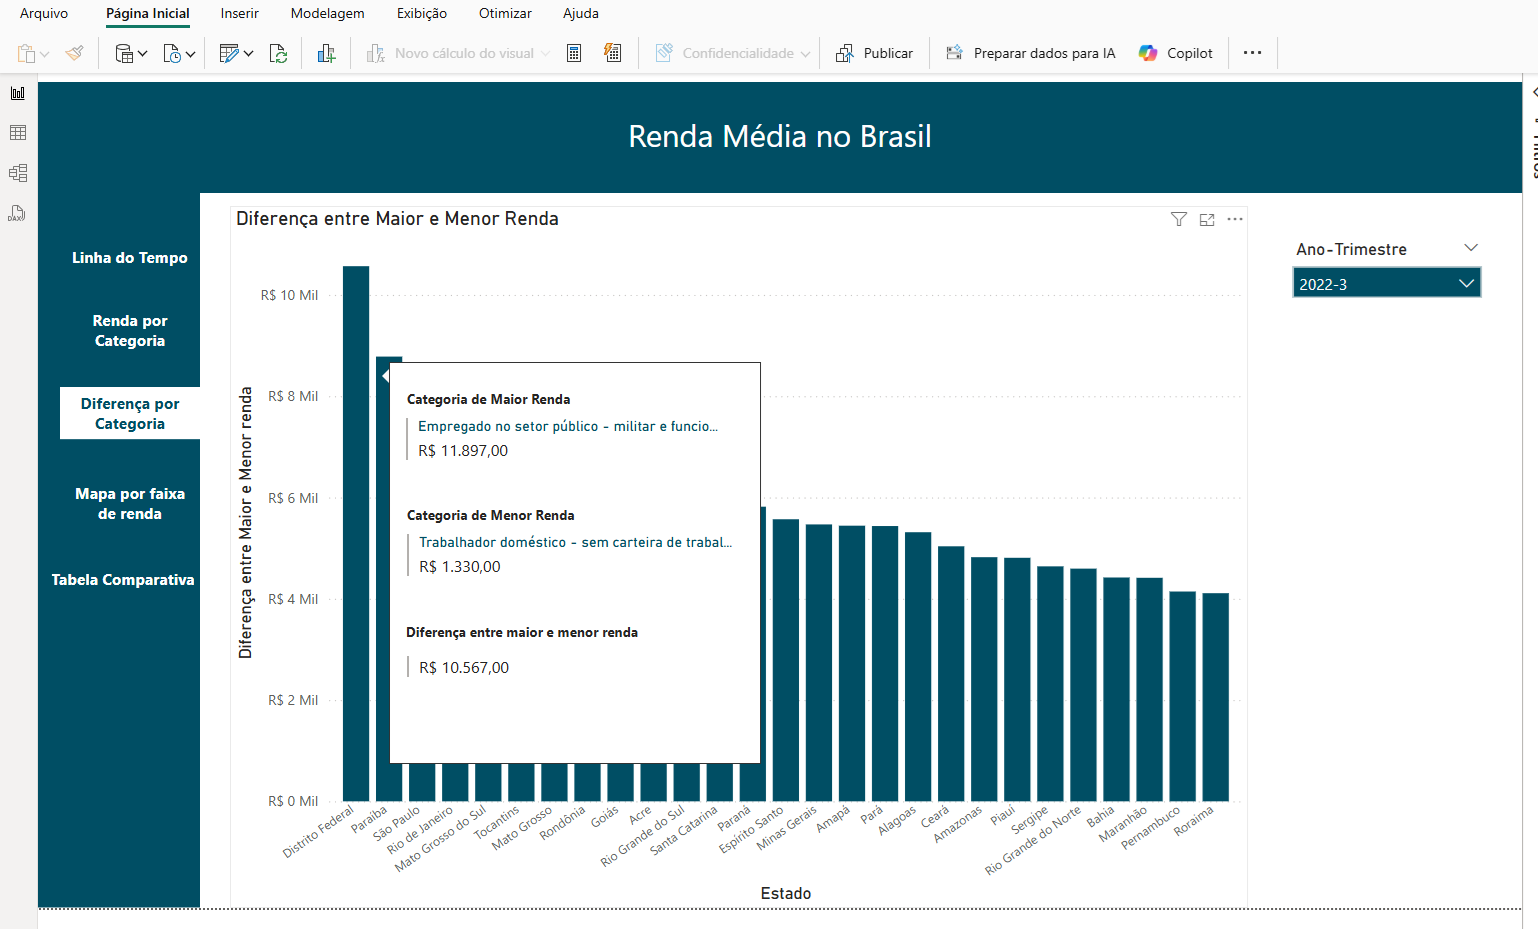 Arquivo Página Inicial Inserir Modelagem Exibição Otimizar Ajuda
Novo cálculo do visual Confidencialidade Publicar Preparar dados para IA Copilot
DAX
Renda Média no Brasil
Linha do Tempo
Renda por
Categoria
Diferença por
Categoria
Mapa por faixa
de renda
Tabela Comparativa
Diferença entre Maior e Menor Renda
Diferença entre Maior e Menor renda
R$ 10 Mil
R$ 8 Mil
R$ 6 Mil
R$ 4 Mil
R$ 2 Mil
R$ 0 Mil
Categoria de Maior Renda
Empregado no setor público - militar e funcio...
R$ 11.897,00
Categoria de Menor Renda
Trabalhador doméstico - sem carteira de trabal...
R$ 1.330,00
Diferença entre maior e menor renda
R$ 10.567,00
Distrito Federal
Paraíba
São Paulo
Rio de Janeiro
Mato Grosso do Sul
Tocantins
Mato Grosso
Rondônia
Goiás
Acre
Rio Grande do Sul
Santa Catarina
Paraná
Espírito Santo
Minas Gerais
Amapá
Pará
Alagoas
Ceará
Amazonas
Piauí
Sergipe
Rio Grande do Norte
Bahia
Maranhão
Pernambuco
Roraima
Estado
Ano-Trimestre
2022-3